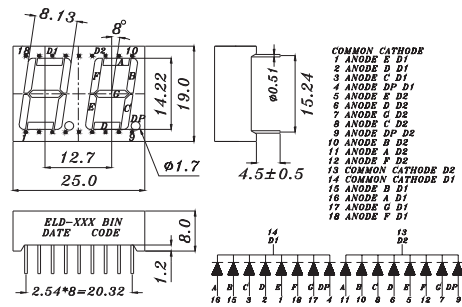 8.13
8°
18 D1 D2 10
A
F B
G
E C
D DP
1 9
14.22
19.0
12.7
ø1.7
25.0
ø0.51
15.24
4.5±0.5
COMMON CATHODE
1 ANODE E D1
2 ANODE D D1
3 ANODE C D1
4 ANODE DP D1
5 ANODE E D2
6 ANODE D D2
7 ANODE G D2
8 ANODE C D2
9 ANODE DP D2
10 ANODE B D2
11 ANODE A D2
12 ANODE F D2
13 COMMON CATHODE D2
14 COMMON CATHODE D1
15 ANODE B D1
16 ANODE A D1
17 ANODE G D1
18 ANODE F D1
ELD-XXX BIN
DATE CODE
8.0
1.2
2.54*8=20.32
14 13
D1 D2
A B C D E F G DP A B C D E F G DP
16 15 3 2 1 18 17 4 11 10 8 6 5 12 7 9